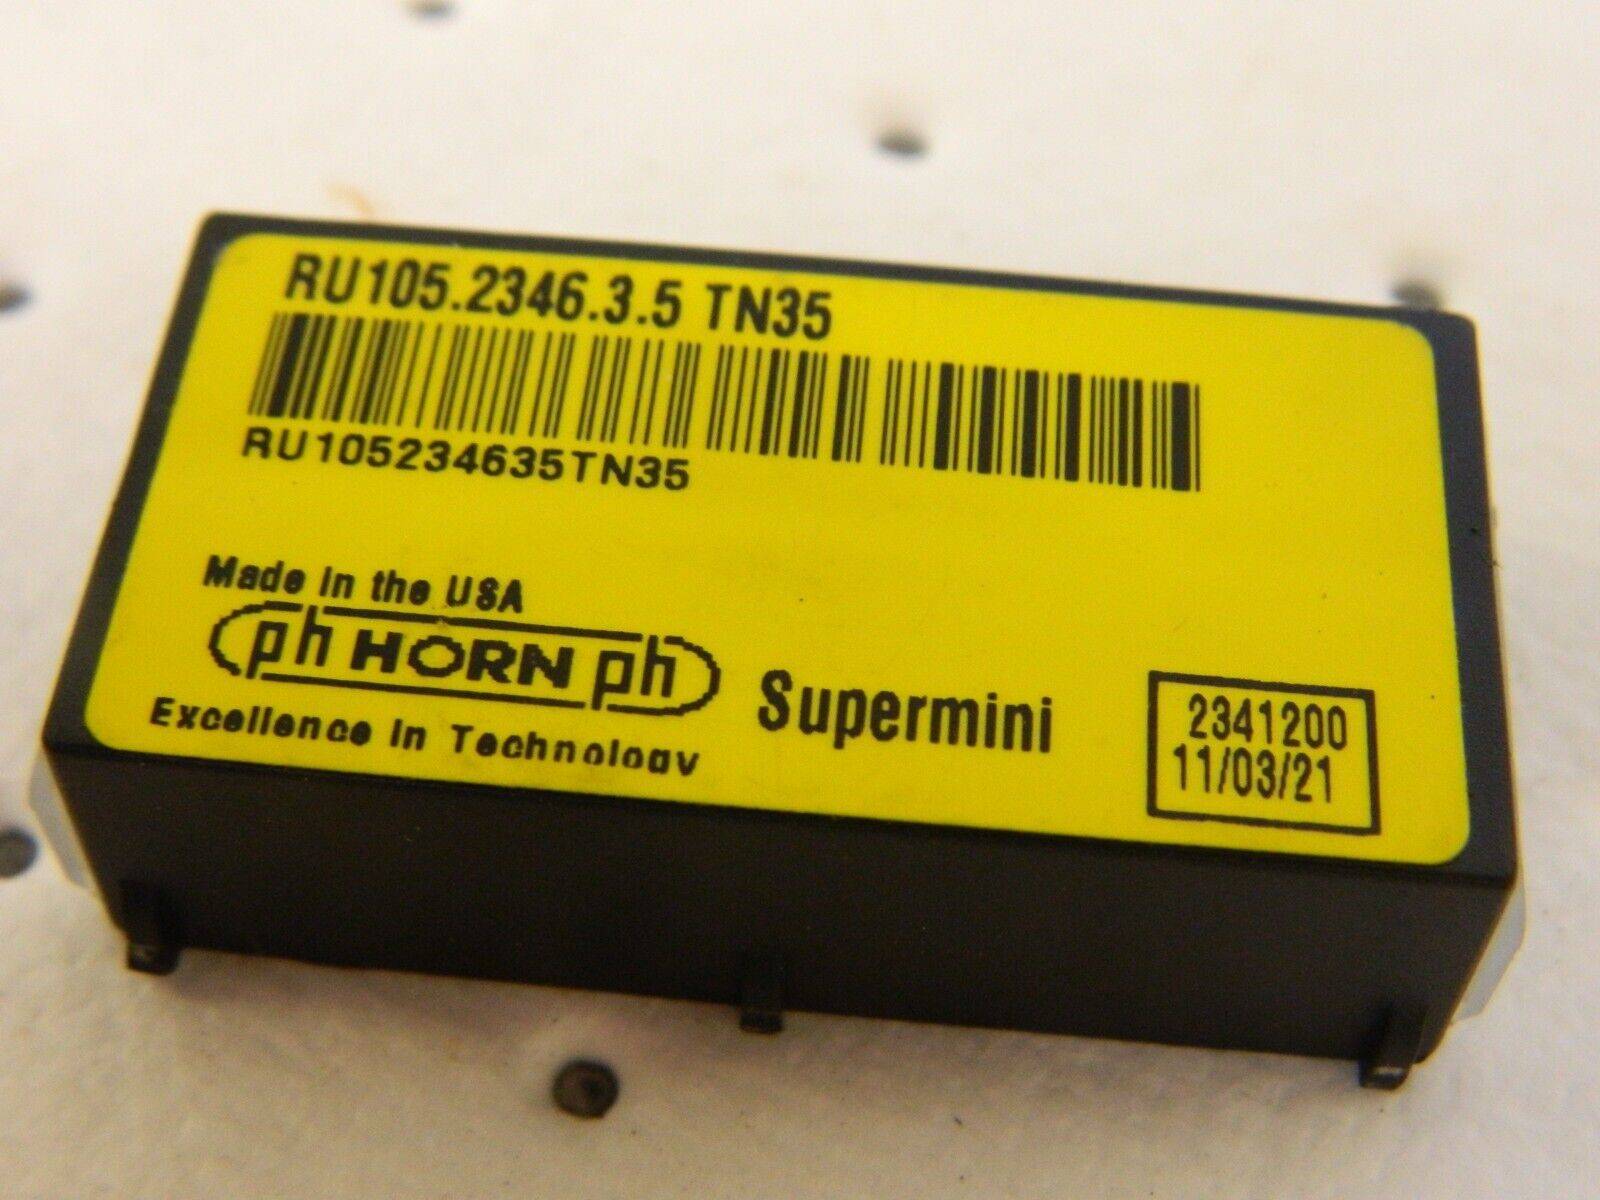 RU105.2346.3.5 TN35
RU105234635TN35
Made in the USA
ph HORN ph
Excellence in Technology
Supermini
2341200
11/03/21